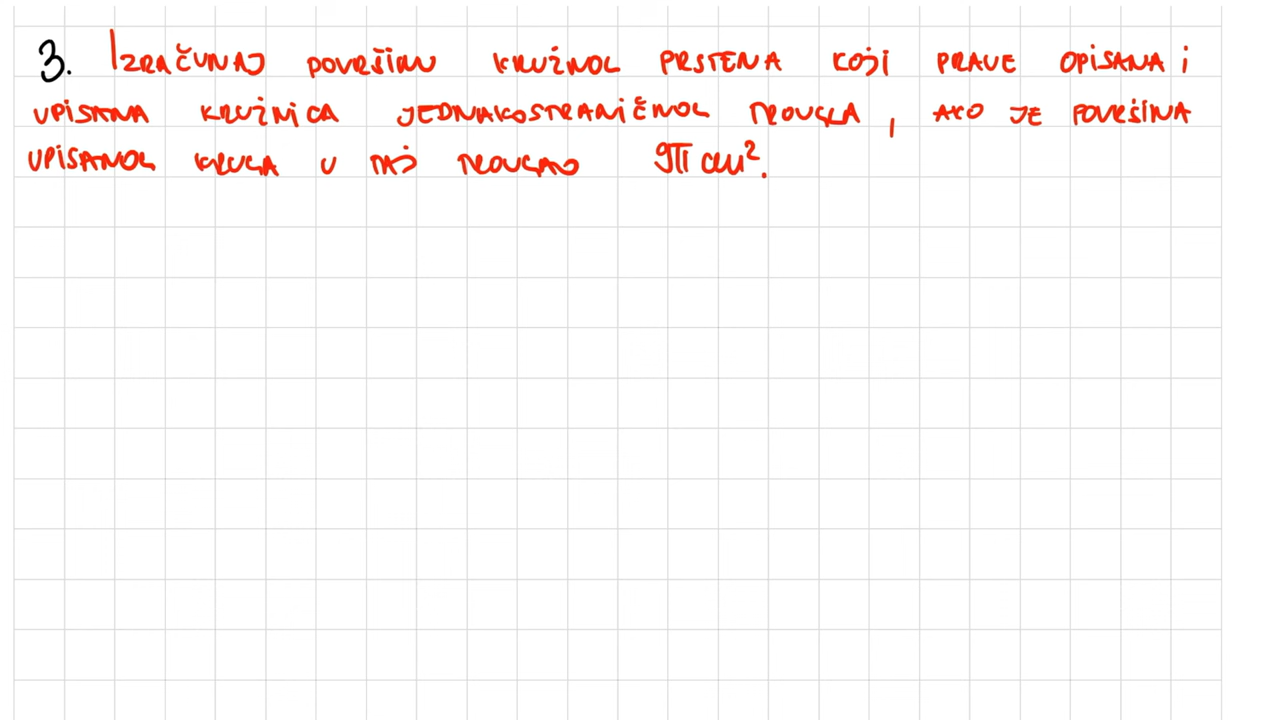 3. IZRAČUNAJ POVRŠINU KRUŽNOG PRSTENA KOJI PRAVE OPISANA I
UPISANA KRUŽNICA JEDNAKOSTRANIČNOG TROUGLA, AKO JE POVRŠINA
UPISANOG KRUGA U TAJ TROUGAO 9π cm².